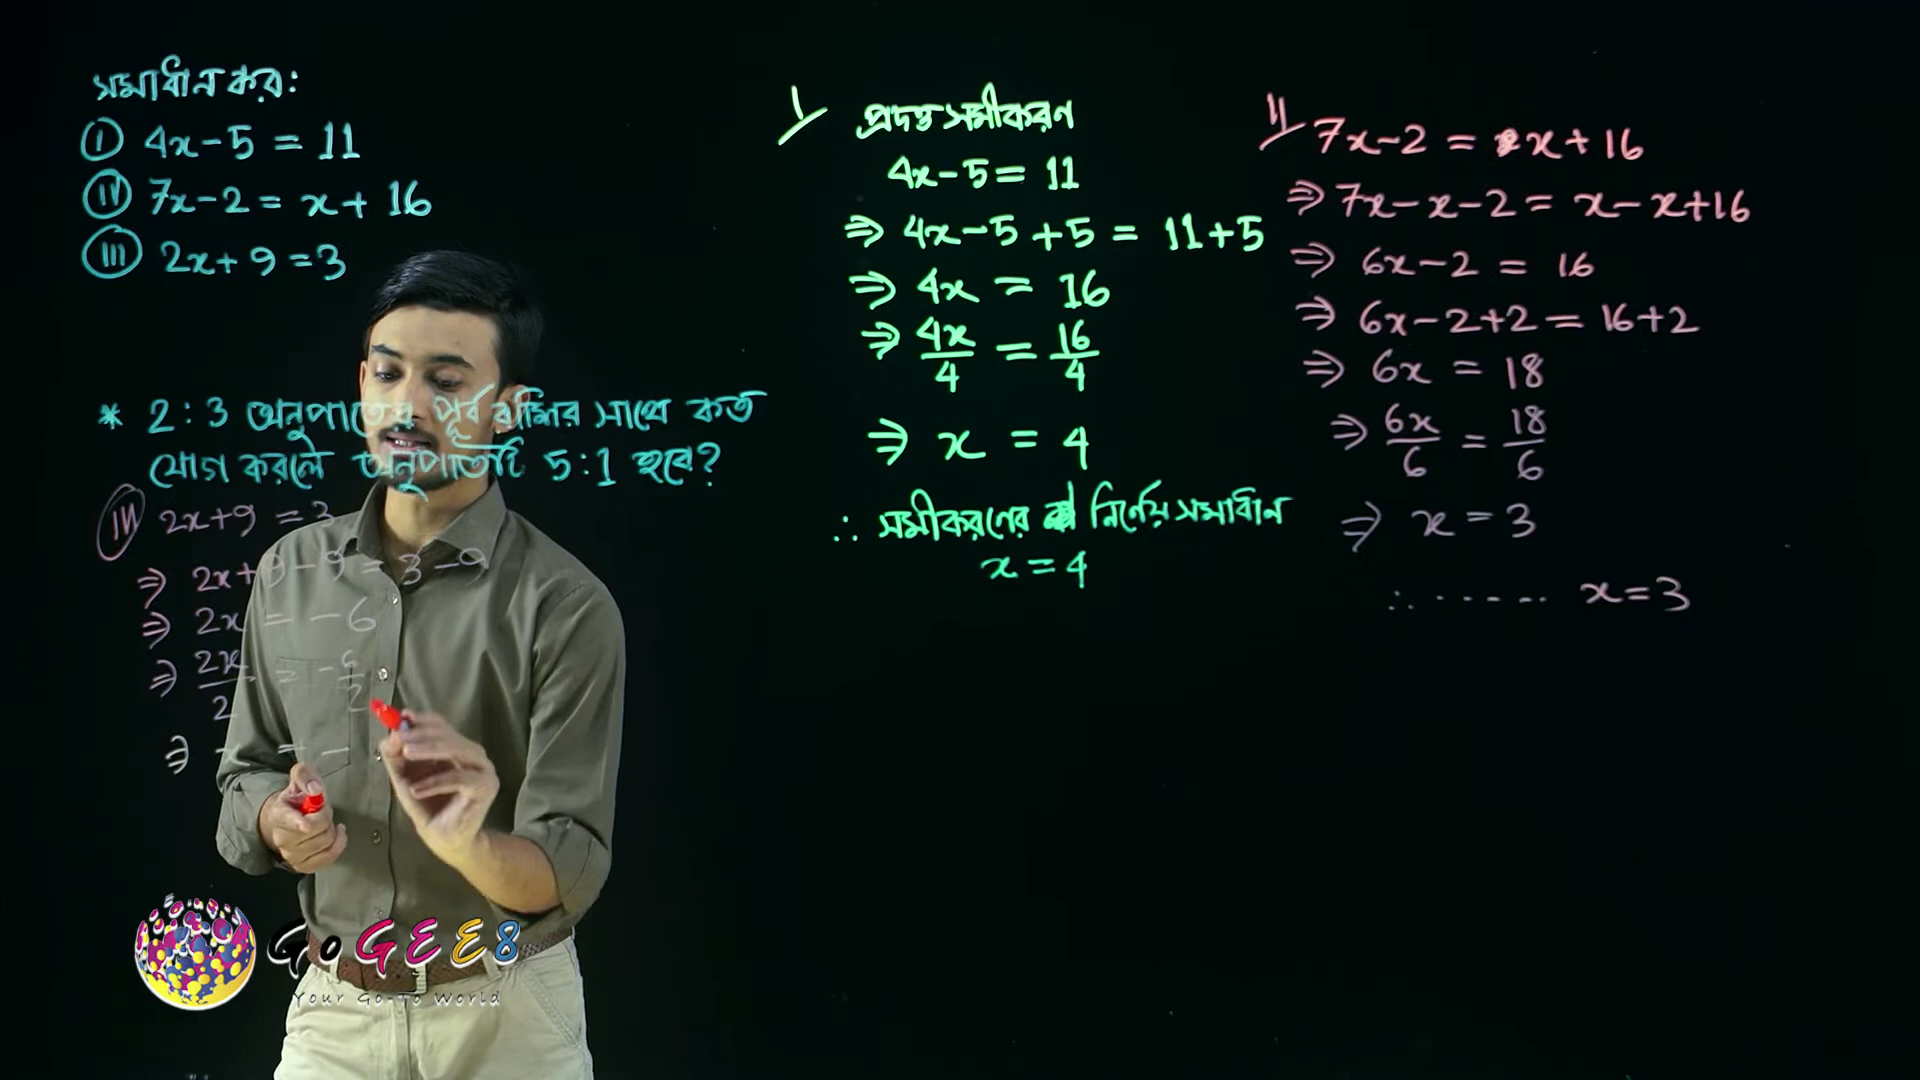 সমাধান কর:
(i) 4x-5 = 11
(ii) 7x-2 = x+16
(iii) 2x+9 = 3
* 2:3 অনুপাতের পূর্ব রাশির সাথে কত
যোগ করলে অনুপাতটি 5:1 হবে?
iii 2x+9 = 3
⇒ 2x+9-9 = 3-9
⇒ 2x = -6
⇒ 2x/2 = -6/2
⇒ x = -
i প্রদত্ত সমীকরণ
4x-5 = 11
⇒ 4x-5+5 = 11+5
⇒ 4x = 16
⇒ 4x/4 = 16/4
⇒ x = 4
∴ সমীকরণের নির্ণেয় সমাধান
x = 4
ii 7x-2 = x+16
⇒ 7x-x-2 = x-x+16
⇒ 6x-2 = 16
⇒ 6x-2+2 = 16+2
⇒ 6x = 18
⇒ 6x/6 = 18/6
⇒ x = 3
∴ ------ x = 3
GoGEE8
Your Go-To World